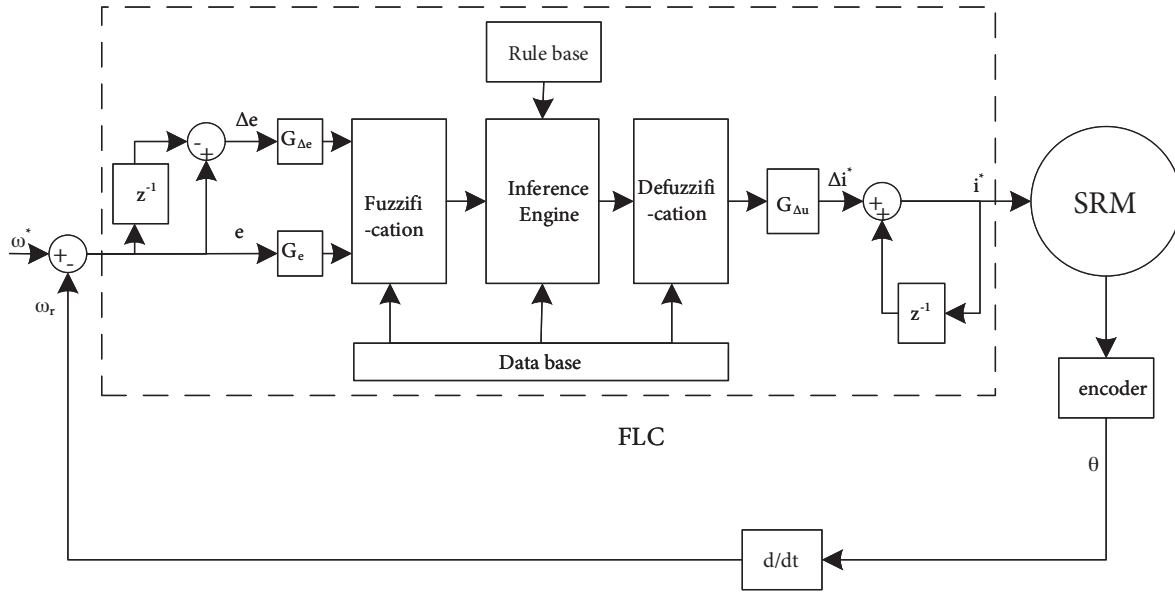 Rule base
Δe
G_Δe
- +
z⁻¹
Fuzzifi
-cation
Inference
Engine
Defuzzifi
-cation
G_Δu
Δi*
+ +
i*
SRM
ω*
+ -
e
G_e
ω_r
z⁻¹
Data base
encoder
FLC
θ
d/dt